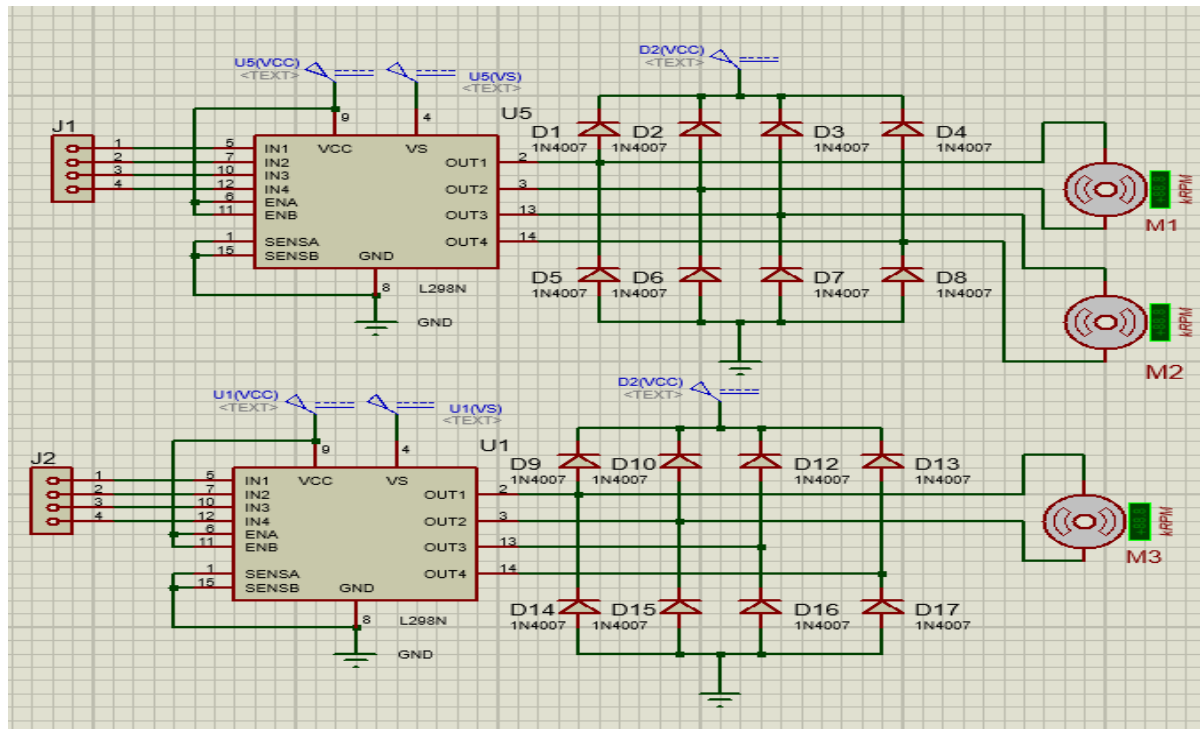 D2(VCC)
<TEXT>
U5(VCC)
<TEXT>
U5(VS)
<TEXT>
U5
J1
1
2
3
4
5
7
10
12
6
11
1
15
IN1
IN2
IN3
IN4
ENA
ENB
SENSA
SENSB
9
4
VCC
VS
OUT1
OUT2
OUT3
OUT4
GND
2
3
13
14
8
L298N
GND
D1 D2 D3 D4
1N4007 1N4007 1N4007 1N4007
D5 D6 D7 D8
1N4007 1N4007 1N4007 1N4007
kRPM
M1
kRPM
M2
D2(VCC)
<TEXT>
U1(VCC)
<TEXT>
U1(VS)
<TEXT>
U1
J2
1
2
3
4
5
7
10
12
6
11
1
15
IN1
IN2
IN3
IN4
ENA
ENB
SENSA
SENSB
9
4
VCC
VS
OUT1
OUT2
OUT3
OUT4
GND
2
3
13
14
8
L298N
GND
D9 D10 D12 D13
1N4007 1N4007 1N4007 1N4007
D14 D15 D16 D17
1N4007 1N4007 1N4007 1N4007
kRPM
M3